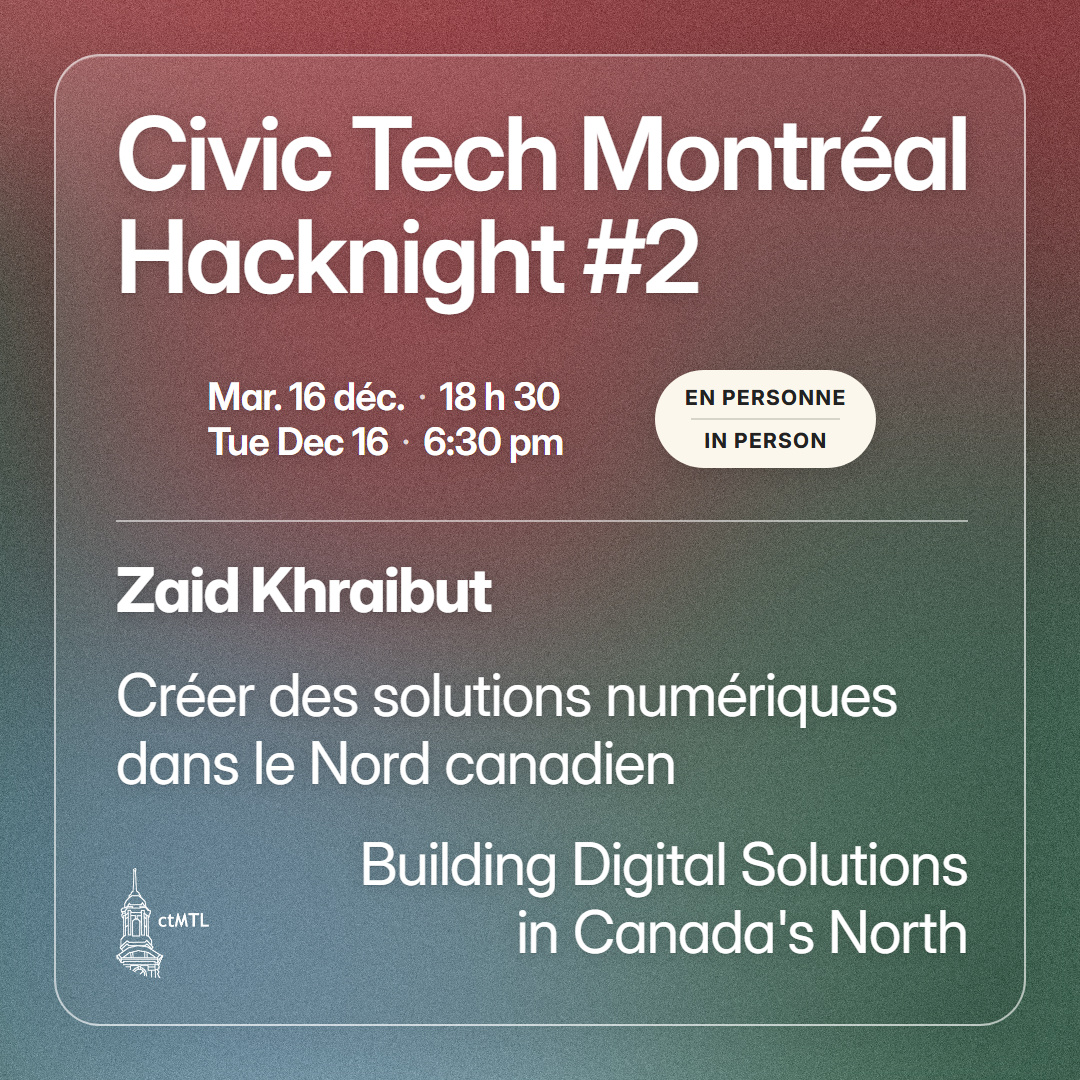 Civic Tech Montréal
Hacknight #2
Mar. 16 déc. · 18 h 30
Tue Dec 16 · 6:30 pm
EN PERSONNE
IN PERSON
Zaid Khraibut
Créer des solutions numériques
dans le Nord canadien
Building Digital Solutions
in Canada's North
ctMTL